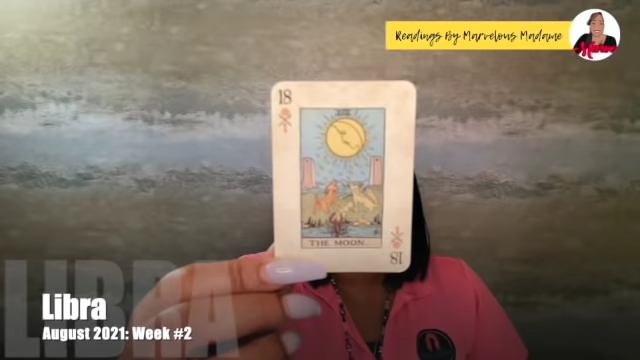 Readings By Marvelous Madame
18
THE MOON.
18
LIBRA
Libra
August 2021: Week #2